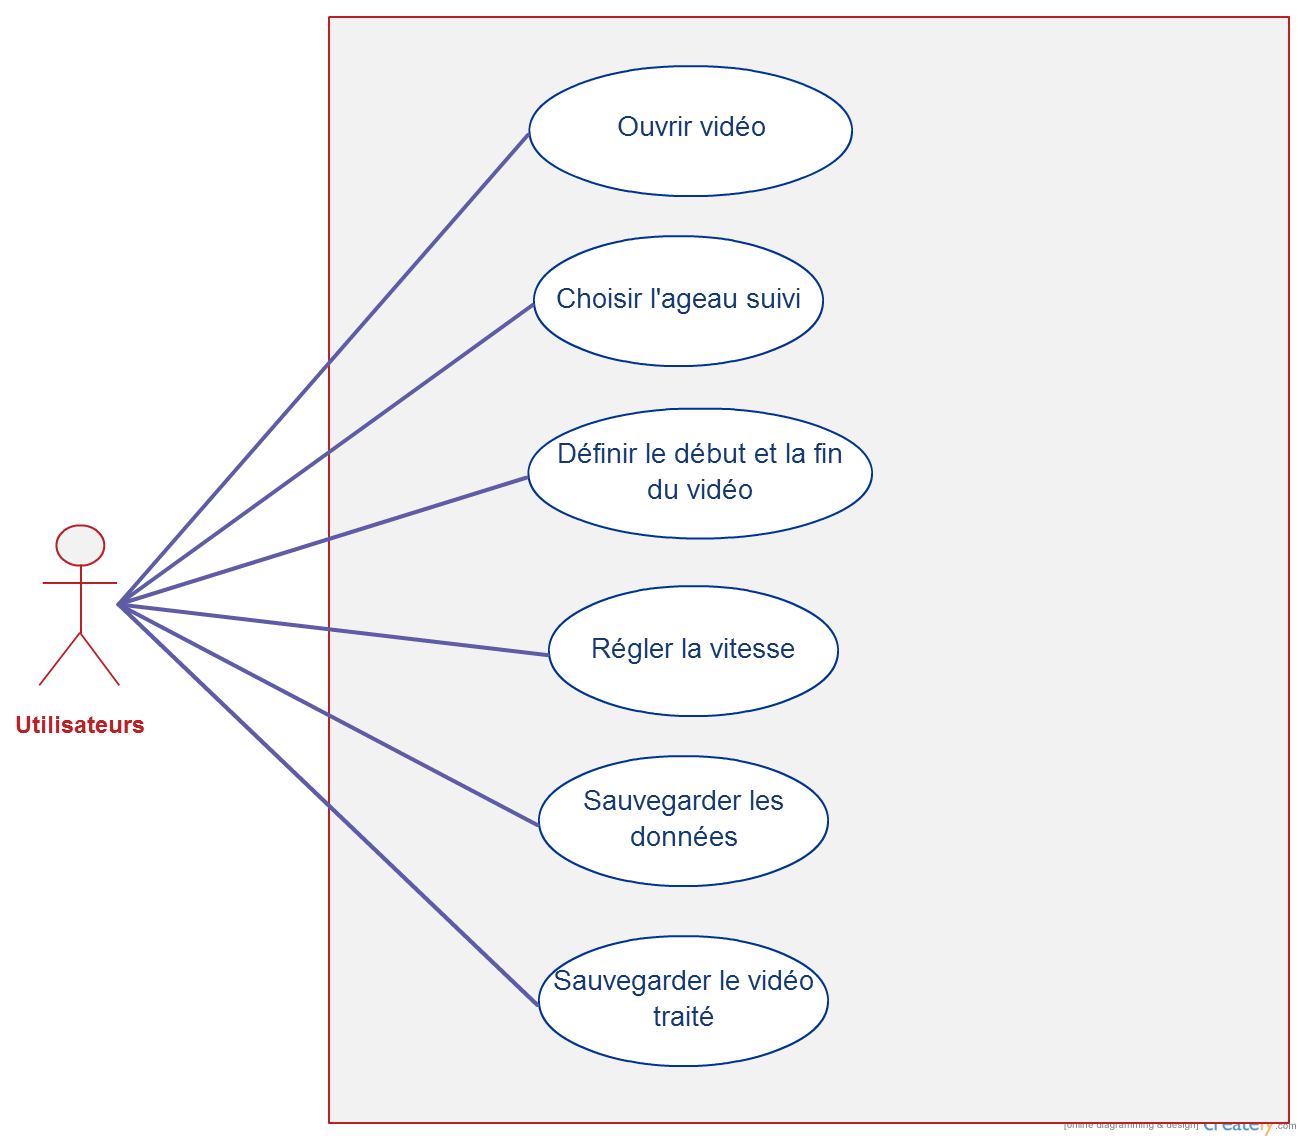 Ouvrir vidéo
Choisir l'ageau suivi
Définir le début et la fin
du vidéo
Régler la vitesse
Utilisateurs
Sauvegarder les
données
Sauvegarder le vidéo
traité
[online diagramming & design] creately.com